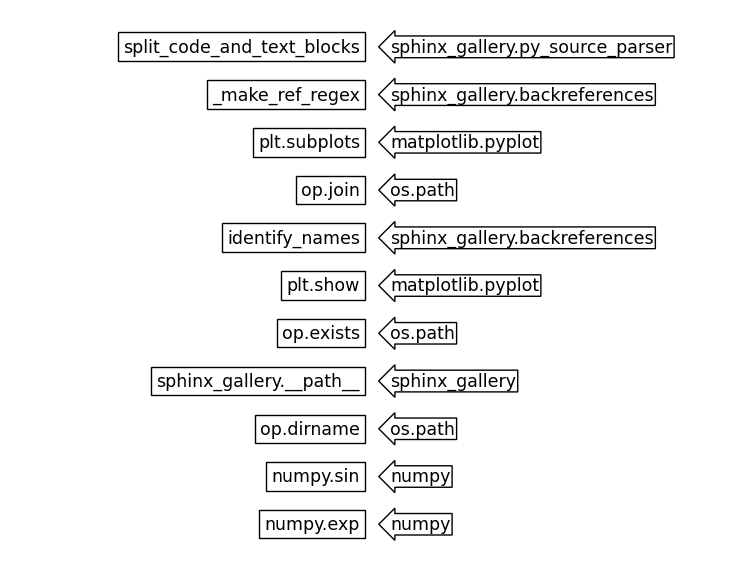 split_code_and_text_blocks sphinx_gallery.py_source_parser
_make_ref_regex sphinx_gallery.backreferences
plt.subplots matplotlib.pyplot
op.join os.path
identify_names sphinx_gallery.backreferences
plt.show matplotlib.pyplot
op.exists os.path
sphinx_gallery.__path__ sphinx_gallery
op.dirname os.path
numpy.sin numpy
numpy.exp numpy